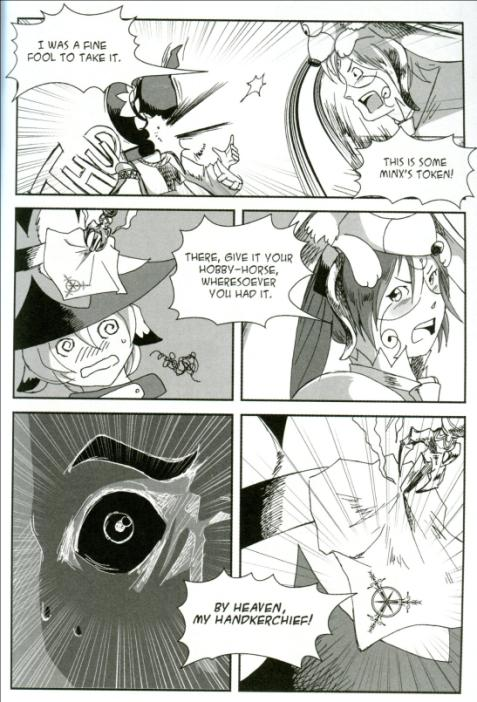 I WAS A FINE
FOOL TO TAKE IT.
THUD
THIS IS SOME
MINX'S TOKEN!
THERE, GIVE IT YOUR
HOBBY-HORSE,
WHERESOEVER
YOU HAD IT.
BY HEAVEN,
MY HANDKERCHIEF!